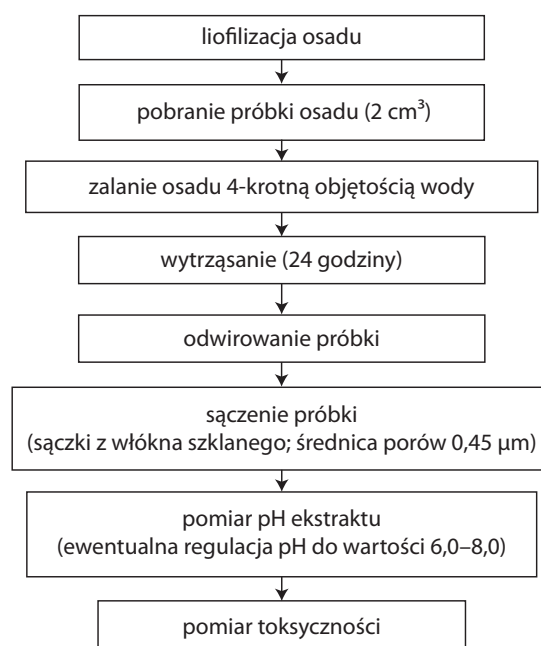 liofilizacja osadu
pobranie próbki osadu (2 cm³)
zalanie osadu 4-krotną objętością wody
wytrząsanie (24 godziny)
odwirowanie próbki
sączenie próbki
(sączki z włókna szklanego; średnica porów 0,45 μm)
pomiar pH ekstraktu
(ewentualna regulacja pH do wartości 6,0–8,0)
pomiar toksyczności